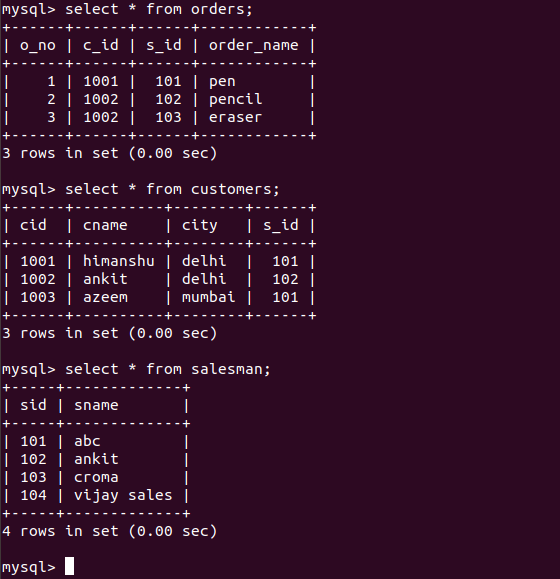 mysql> select * from orders;
+------+------+------+------------+
| o_no | c_id | s_id | order_name |
+------+------+------+------------+
|    1 | 1001 |  101 | pen        |
|    2 | 1002 |  102 | pencil     |
|    3 | 1002 |  103 | eraser     |
+------+------+------+------------+
3 rows in set (0.00 sec)

mysql> select * from customers;
+------+----------+--------+------+
| cid  | cname    | city   | s_id |
+------+----------+--------+------+
| 1001 | himanshu | delhi  |  101 |
| 1002 | ankit    | delhi  |  102 |
| 1003 | azeem    | mumbai |  101 |
+------+----------+--------+------+
3 rows in set (0.00 sec)

mysql> select * from salesman;
+-----+-------------+
| sid | sname       |
+-----+-------------+
| 101 | abc         |
| 102 | ankit       |
| 103 | croma       |
| 104 | vijay sales |
+-----+-------------+
4 rows in set (0.00 sec)

mysql>